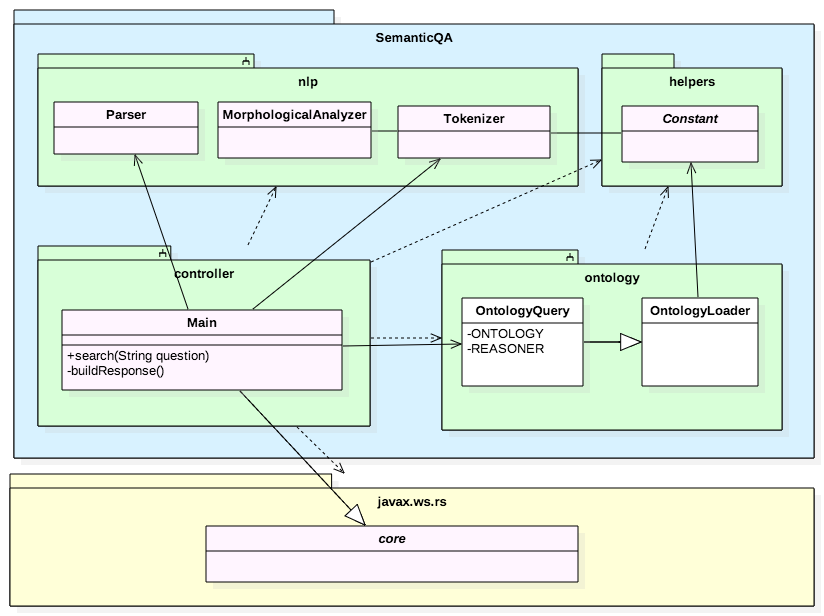 SemanticQA
nlp
helpers
Parser
MorphologicalAnalyzer
Tokenizer
Constant
controller
ontology
Main
+search(String question)
-buildResponse()
OntologyQuery
-ONTOLOGY
-REASONER
OntologyLoader
javax.ws.rs
core